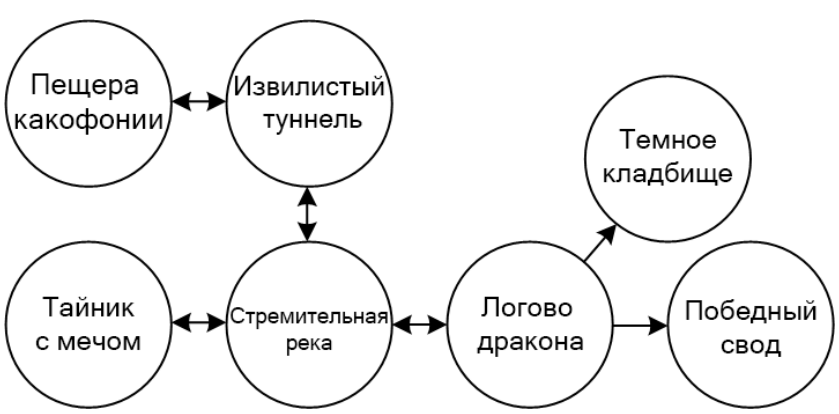 Пещера
какофонии
Извилистый
туннель
Темное
кладбище
Тайник
с мечом
Стремительная
река
Логово
дракона
Победный
свод